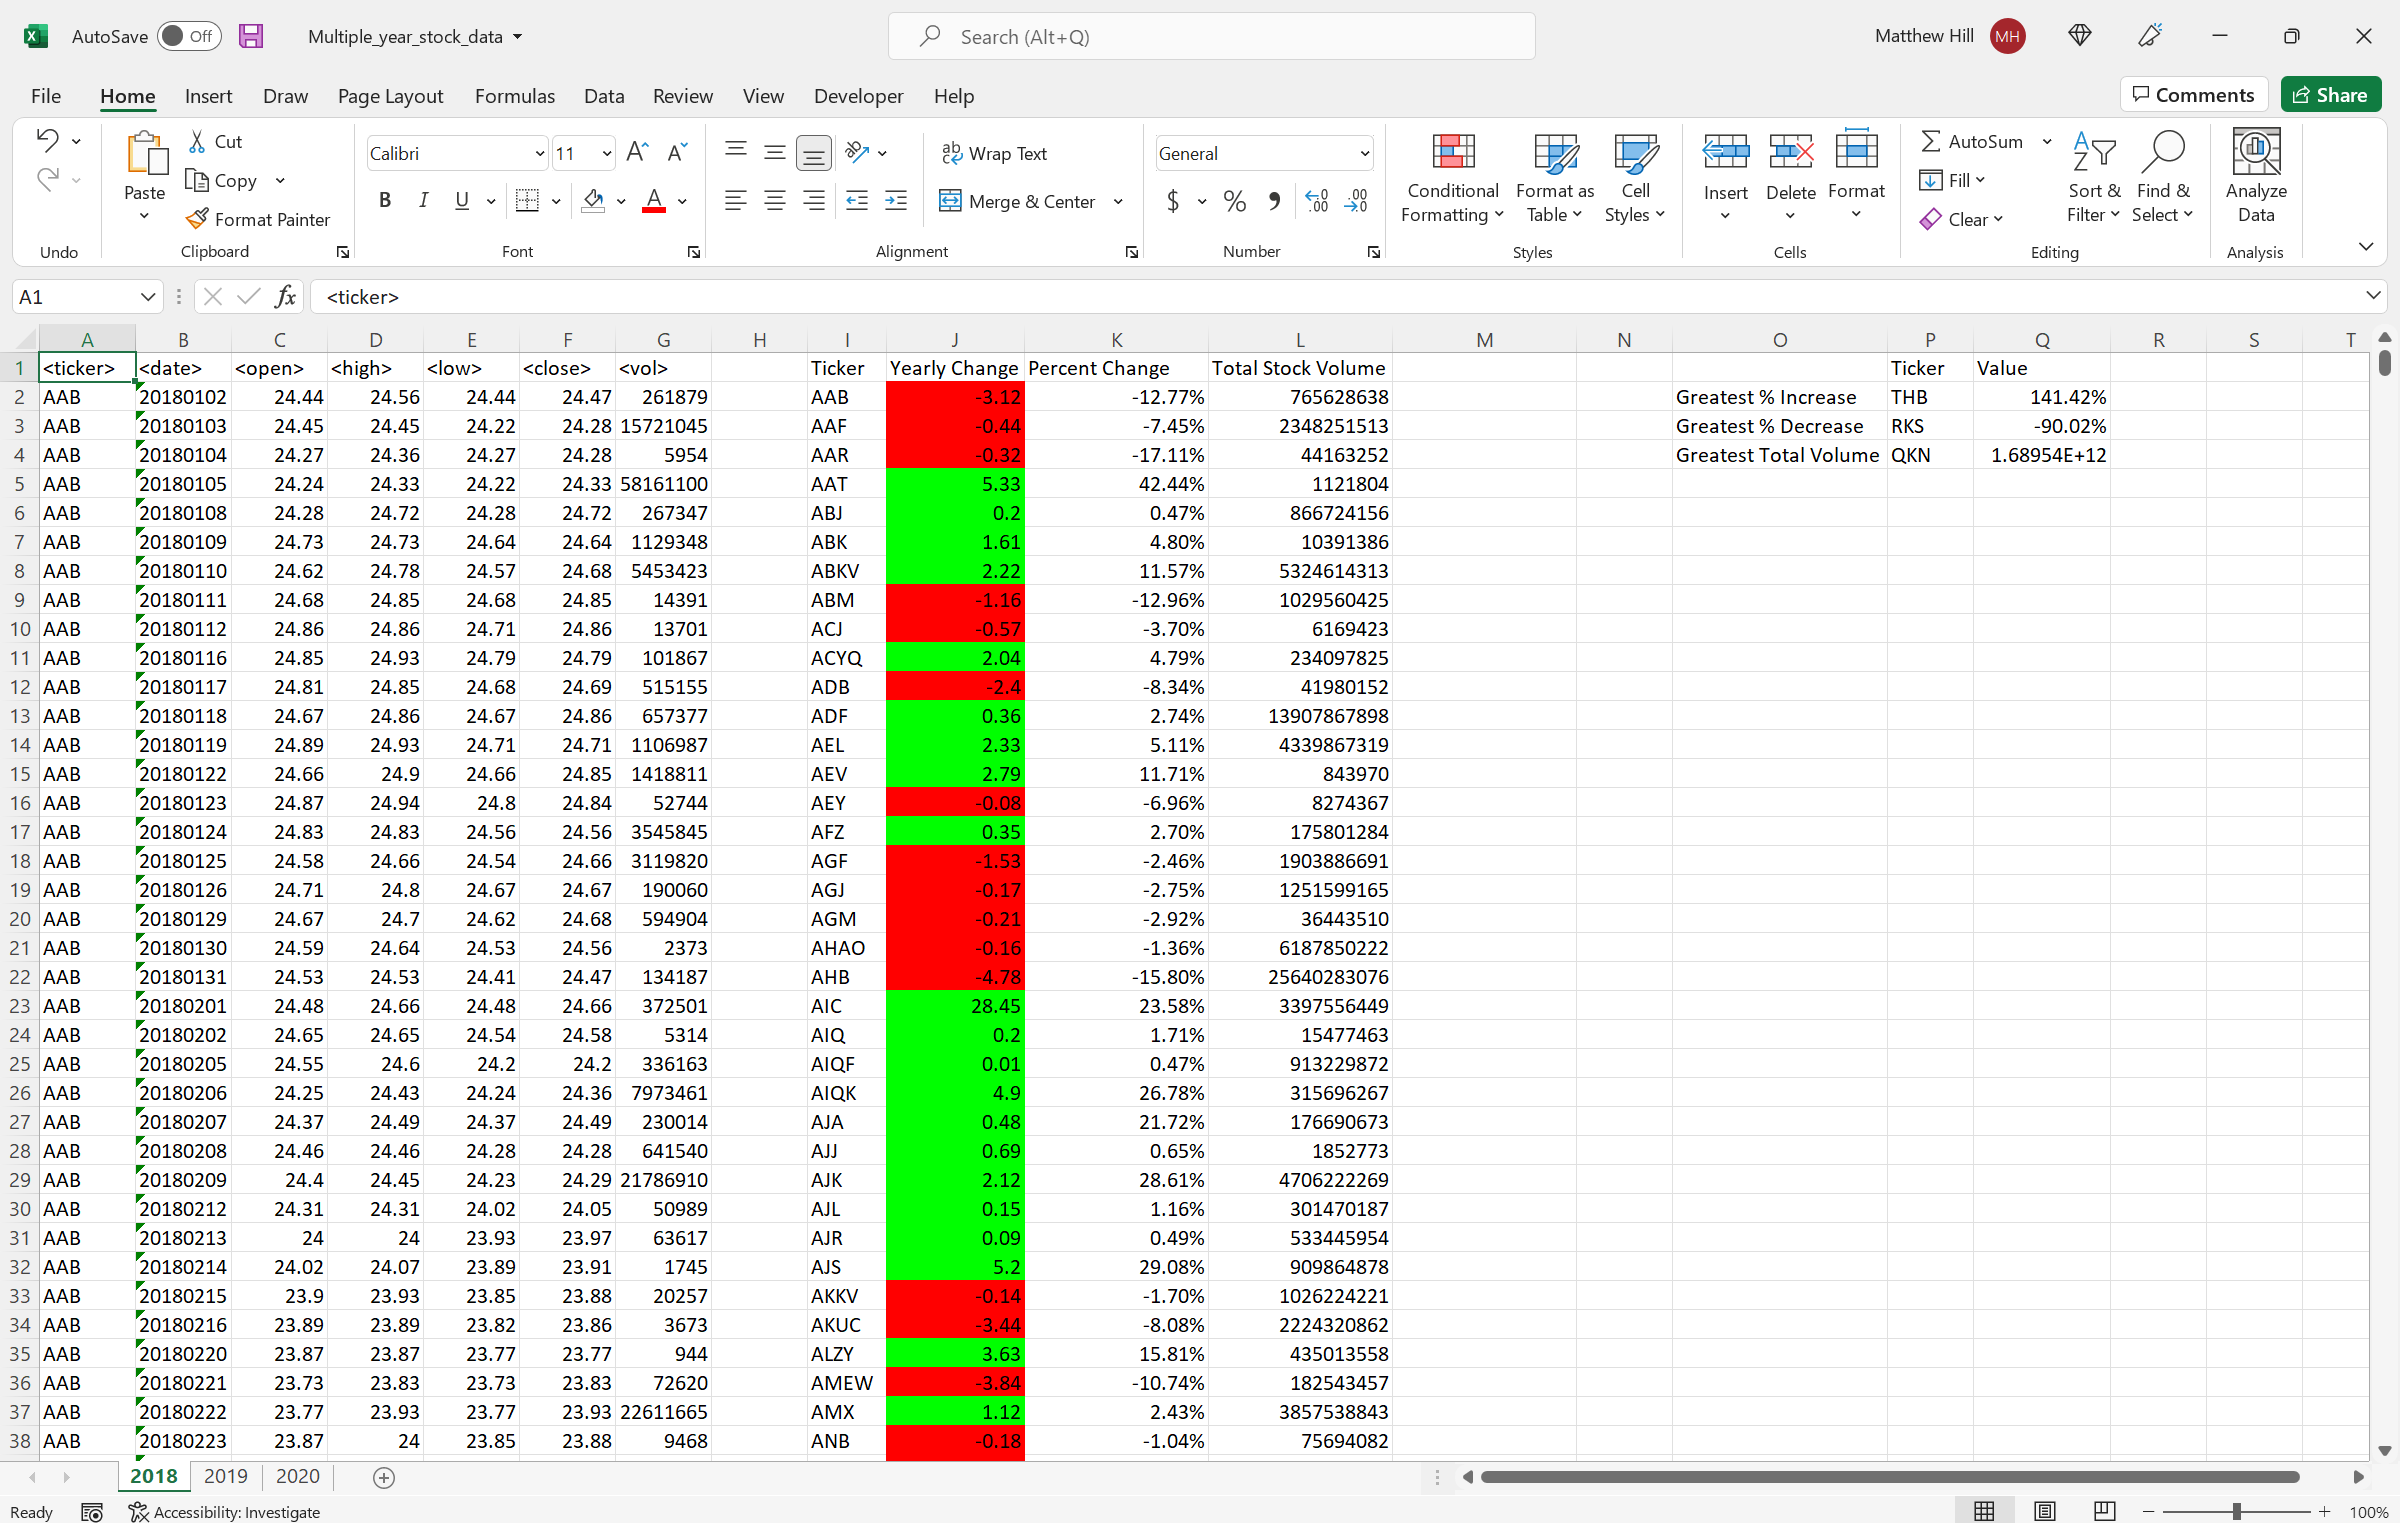 AutoSave Off Multiple_year_stock_data Search (Alt+Q) Matthew Hill MH
File Home Insert Draw Page Layout Formulas Data Review View Developer Help Comments Share
Paste Cut Copy Format Painter
Calibri 11
B I U
Wrap Text
Merge & Center
General
$ %
Conditional Formatting Format as Table Cell Styles
Insert Delete Format
AutoSum Fill Clear
Sort & Filter Find & Select
Analyze Data
Undo Clipboard Font Alignment Number Styles Cells Editing Analysis
A1 fx <ticker>
A B C D E F G H I J K L M N O P Q R S T
1 <ticker> <date> <open> <high> <low> <close> <vol> Ticker Yearly Change Percent Change Total Stock Volume Ticker Value
2 AAB 20180102 24.44 24.56 24.44 24.47 261879 AAB -3.12 -12.77% 765628638 Greatest % Increase THB 141.42%
3 AAB 20180103 24.45 24.45 24.22 24.28 15721045 AAF -0.44 -7.45% 2348251513 Greatest % Decrease RKS -90.02%
4 AAB 20180104 24.27 24.36 24.27 24.28 5954 AAR -0.32 -17.11% 44163252 Greatest Total Volume QKN 1.68954E+12
5 AAB 20180105 24.24 24.33 24.22 24.33 58161100 AAT 5.33 42.44% 1121804
6 AAB 20180108 24.28 24.72 24.28 24.72 267347 ABJ 0.2 0.47% 866724156
7 AAB 20180109 24.73 24.73 24.64 24.64 1129348 ABK 1.61 4.80% 10391386
8 AAB 20180110 24.62 24.78 24.57 24.68 5453423 ABKV 2.22 11.57% 5324614313
9 AAB 20180111 24.68 24.85 24.68 24.85 14391 ABM -1.16 -12.96% 1029560425
10 AAB 20180112 24.86 24.86 24.71 24.86 13701 ACJ -0.57 -3.70% 6169423
11 AAB 20180116 24.85 24.93 24.79 24.79 101867 ACYQ 2.04 4.79% 234097825
12 AAB 20180117 24.81 24.85 24.68 24.69 515155 ADB -2.4 -8.34% 41980152
13 AAB 20180118 24.67 24.86 24.67 24.86 657377 ADF 0.36 2.74% 13907867898
14 AAB 20180119 24.89 24.93 24.71 24.71 1106987 AEL 2.33 5.11% 4339867319
15 AAB 20180122 24.66 24.9 24.66 24.85 1418811 AEV 2.79 11.71% 843970
16 AAB 20180123 24.87 24.94 24.8 24.84 52744 AEY -0.08 -6.96% 8274367
17 AAB 20180124 24.83 24.83 24.56 24.56 3545845 AFZ 0.35 2.70% 175801284
18 AAB 20180125 24.58 24.66 24.54 24.66 3119820 AGF -1.53 -2.46% 1903886691
19 AAB 20180126 24.71 24.8 24.67 24.67 190060 AGJ -0.17 -2.75% 1251599165
20 AAB 20180129 24.67 24.7 24.62 24.68 594904 AGM -0.21 -2.92% 36443510
21 AAB 20180130 24.59 24.64 24.53 24.56 2373 AHAO -0.16 -1.36% 6187850222
22 AAB 20180131 24.53 24.53 24.41 24.47 134187 AHB -4.78 -15.80% 25640283076
23 AAB 20180201 24.48 24.66 24.48 24.66 372501 AIC 28.45 23.58% 3397556449
24 AAB 20180202 24.65 24.65 24.54 24.58 5314 AIQ 0.2 1.71% 15477463
25 AAB 20180205 24.55 24.6 24.2 24.2 336163 AIQF 0.01 0.47% 913229872
26 AAB 20180206 24.25 24.43 24.24 24.36 7973461 AIQK 4.9 26.78% 315696267
27 AAB 20180207 24.37 24.49 24.37 24.49 230014 AJA 0.48 21.72% 176690673
28 AAB 20180208 24.46 24.46 24.28 24.28 641540 AJJ 0.69 0.65% 1852773
29 AAB 20180209 24.4 24.45 24.23 24.29 21786910 AJK 2.12 28.61% 4706222269
30 AAB 20180212 24.31 24.31 24.02 24.05 50989 AJL 0.15 1.16% 301470187
31 AAB 20180213 24 24 23.93 23.97 63617 AJR 0.09 0.49% 533445954
32 AAB 20180214 24.02 24.07 23.89 23.91 1745 AJS 5.2 29.08% 909864878
33 AAB 20180215 23.9 23.93 23.85 23.88 20257 AKKV -0.14 -1.70% 1026224221
34 AAB 20180216 23.89 23.89 23.82 23.86 3673 AKUC -3.44 -8.08% 2224320862
35 AAB 20180220 23.87 23.87 23.77 23.77 944 ALZY 3.63 15.81% 435013558
36 AAB 20180221 23.73 23.83 23.73 23.83 72620 AMEW -3.84 -10.74% 182543457
37 AAB 20180222 23.77 23.93 23.77 23.93 22611665 AMX 1.12 2.43% 3857538843
38 AAB 20180223 23.87 24 23.85 23.88 9468 ANB -0.18 -1.04% 75694082
2018 2019 2020
Ready Accessibility: Investigate 100%